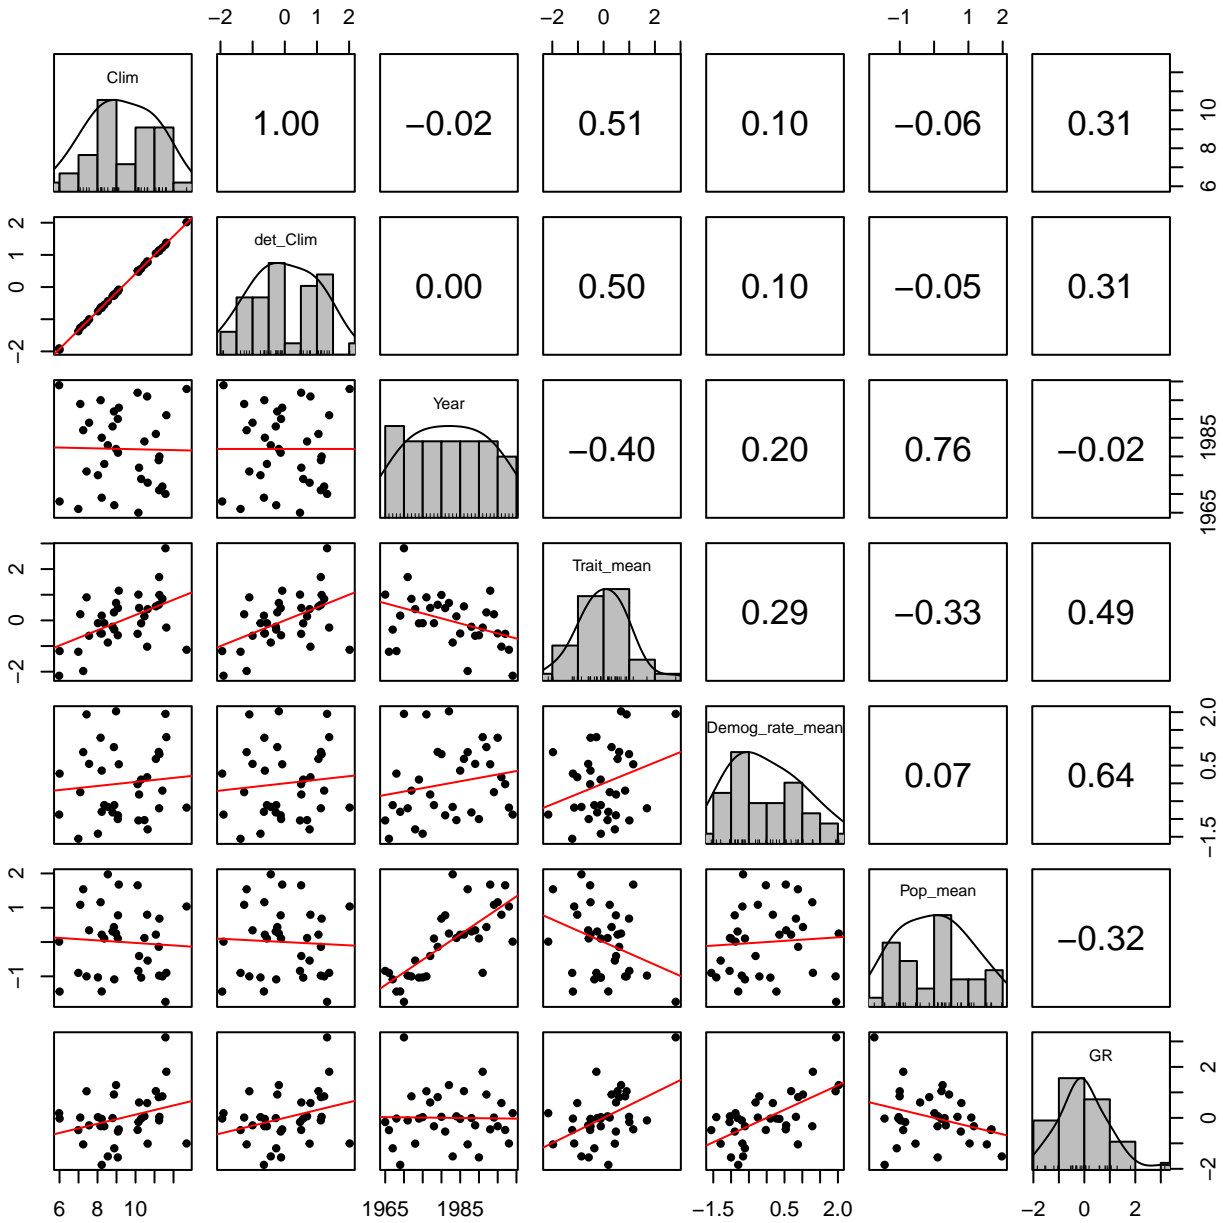 −2 0 1 2 −2 0 2 −1 1 2
Clim
1.00 −0.02 0.51 0.10 −0.06 0.31
6 8 10
det_Clim
−2 0 1 2
0.00 0.50 0.10 −0.05 0.31
Year
−0.40 0.20 0.76 −0.02
1965 1985
Trait_mean
−2 0 2
0.29 −0.33 0.49
Demog_rate_mean
0.07 0.64
−1.5 0.5 2.0
Pop_mean
−1 1 2
−0.32
GR
−2 0 2
6 8 10 1965 1985 −1.5 0.5 2.0 −2 0 2